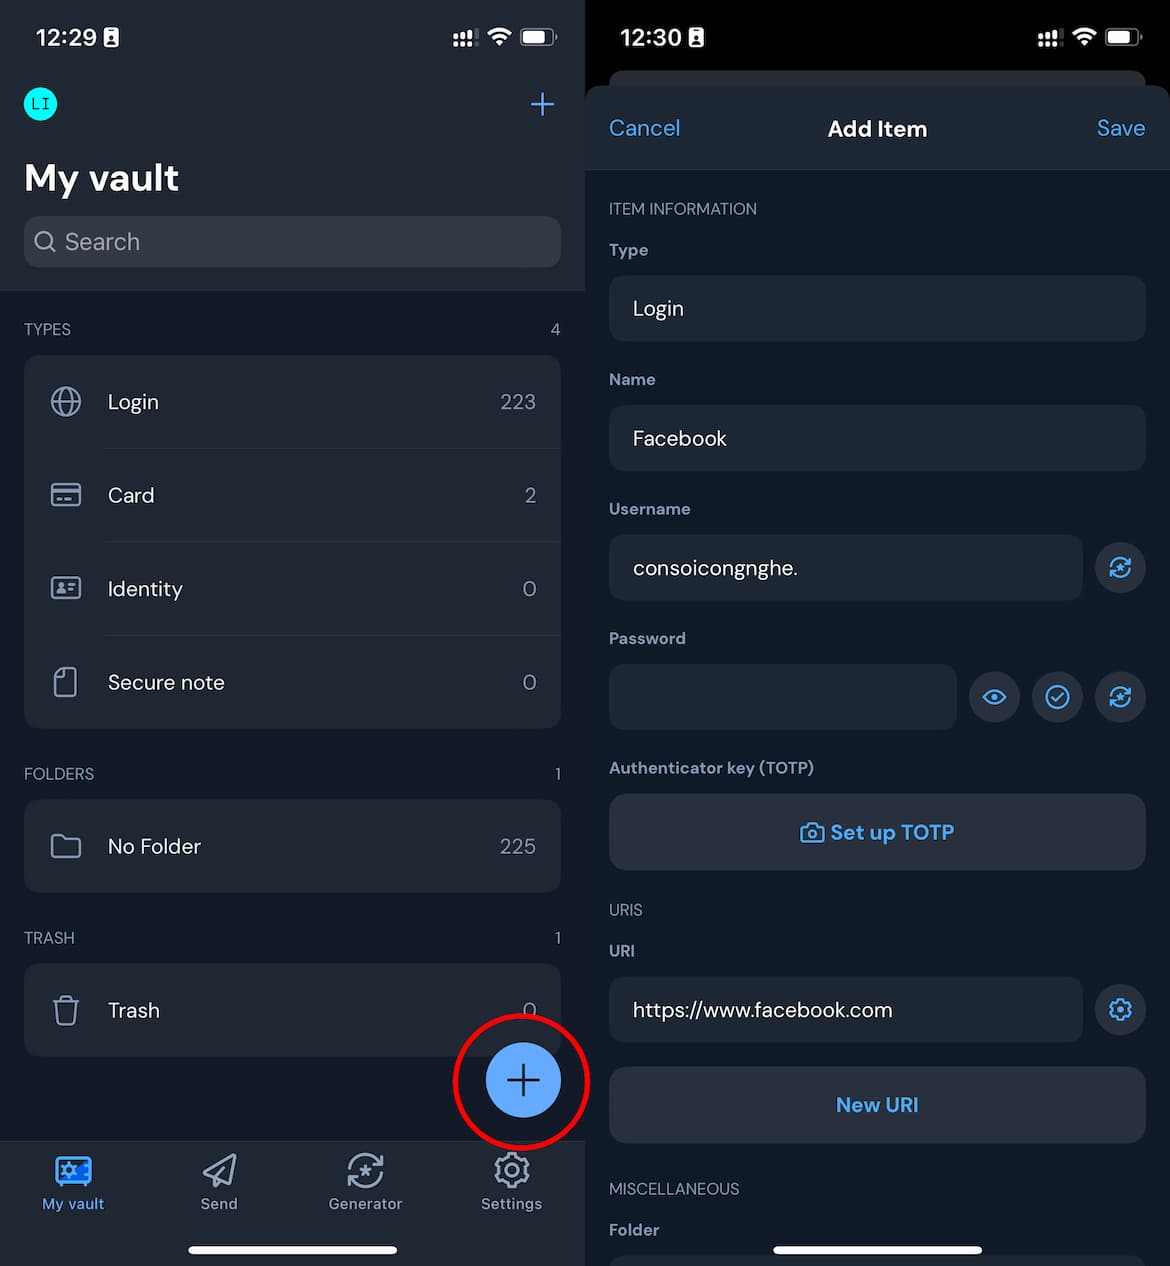 12:29
LI
My vault
Search
TYPES 4
Login 223
Card 2
Identity 0
Secure note 0
FOLDERS 1
No Folder 225
TRASH 1
Trash 0
My vault Send Generator Settings
12:30
Cancel Add Item Save
ITEM INFORMATION
Type
Login
Name
Facebook
Username
consoicongnghe.
Password
Authenticator key (TOTP)
Set up TOTP
URIS
URI
https://www.facebook.com
New URI
MISCELLANEOUS
Folder